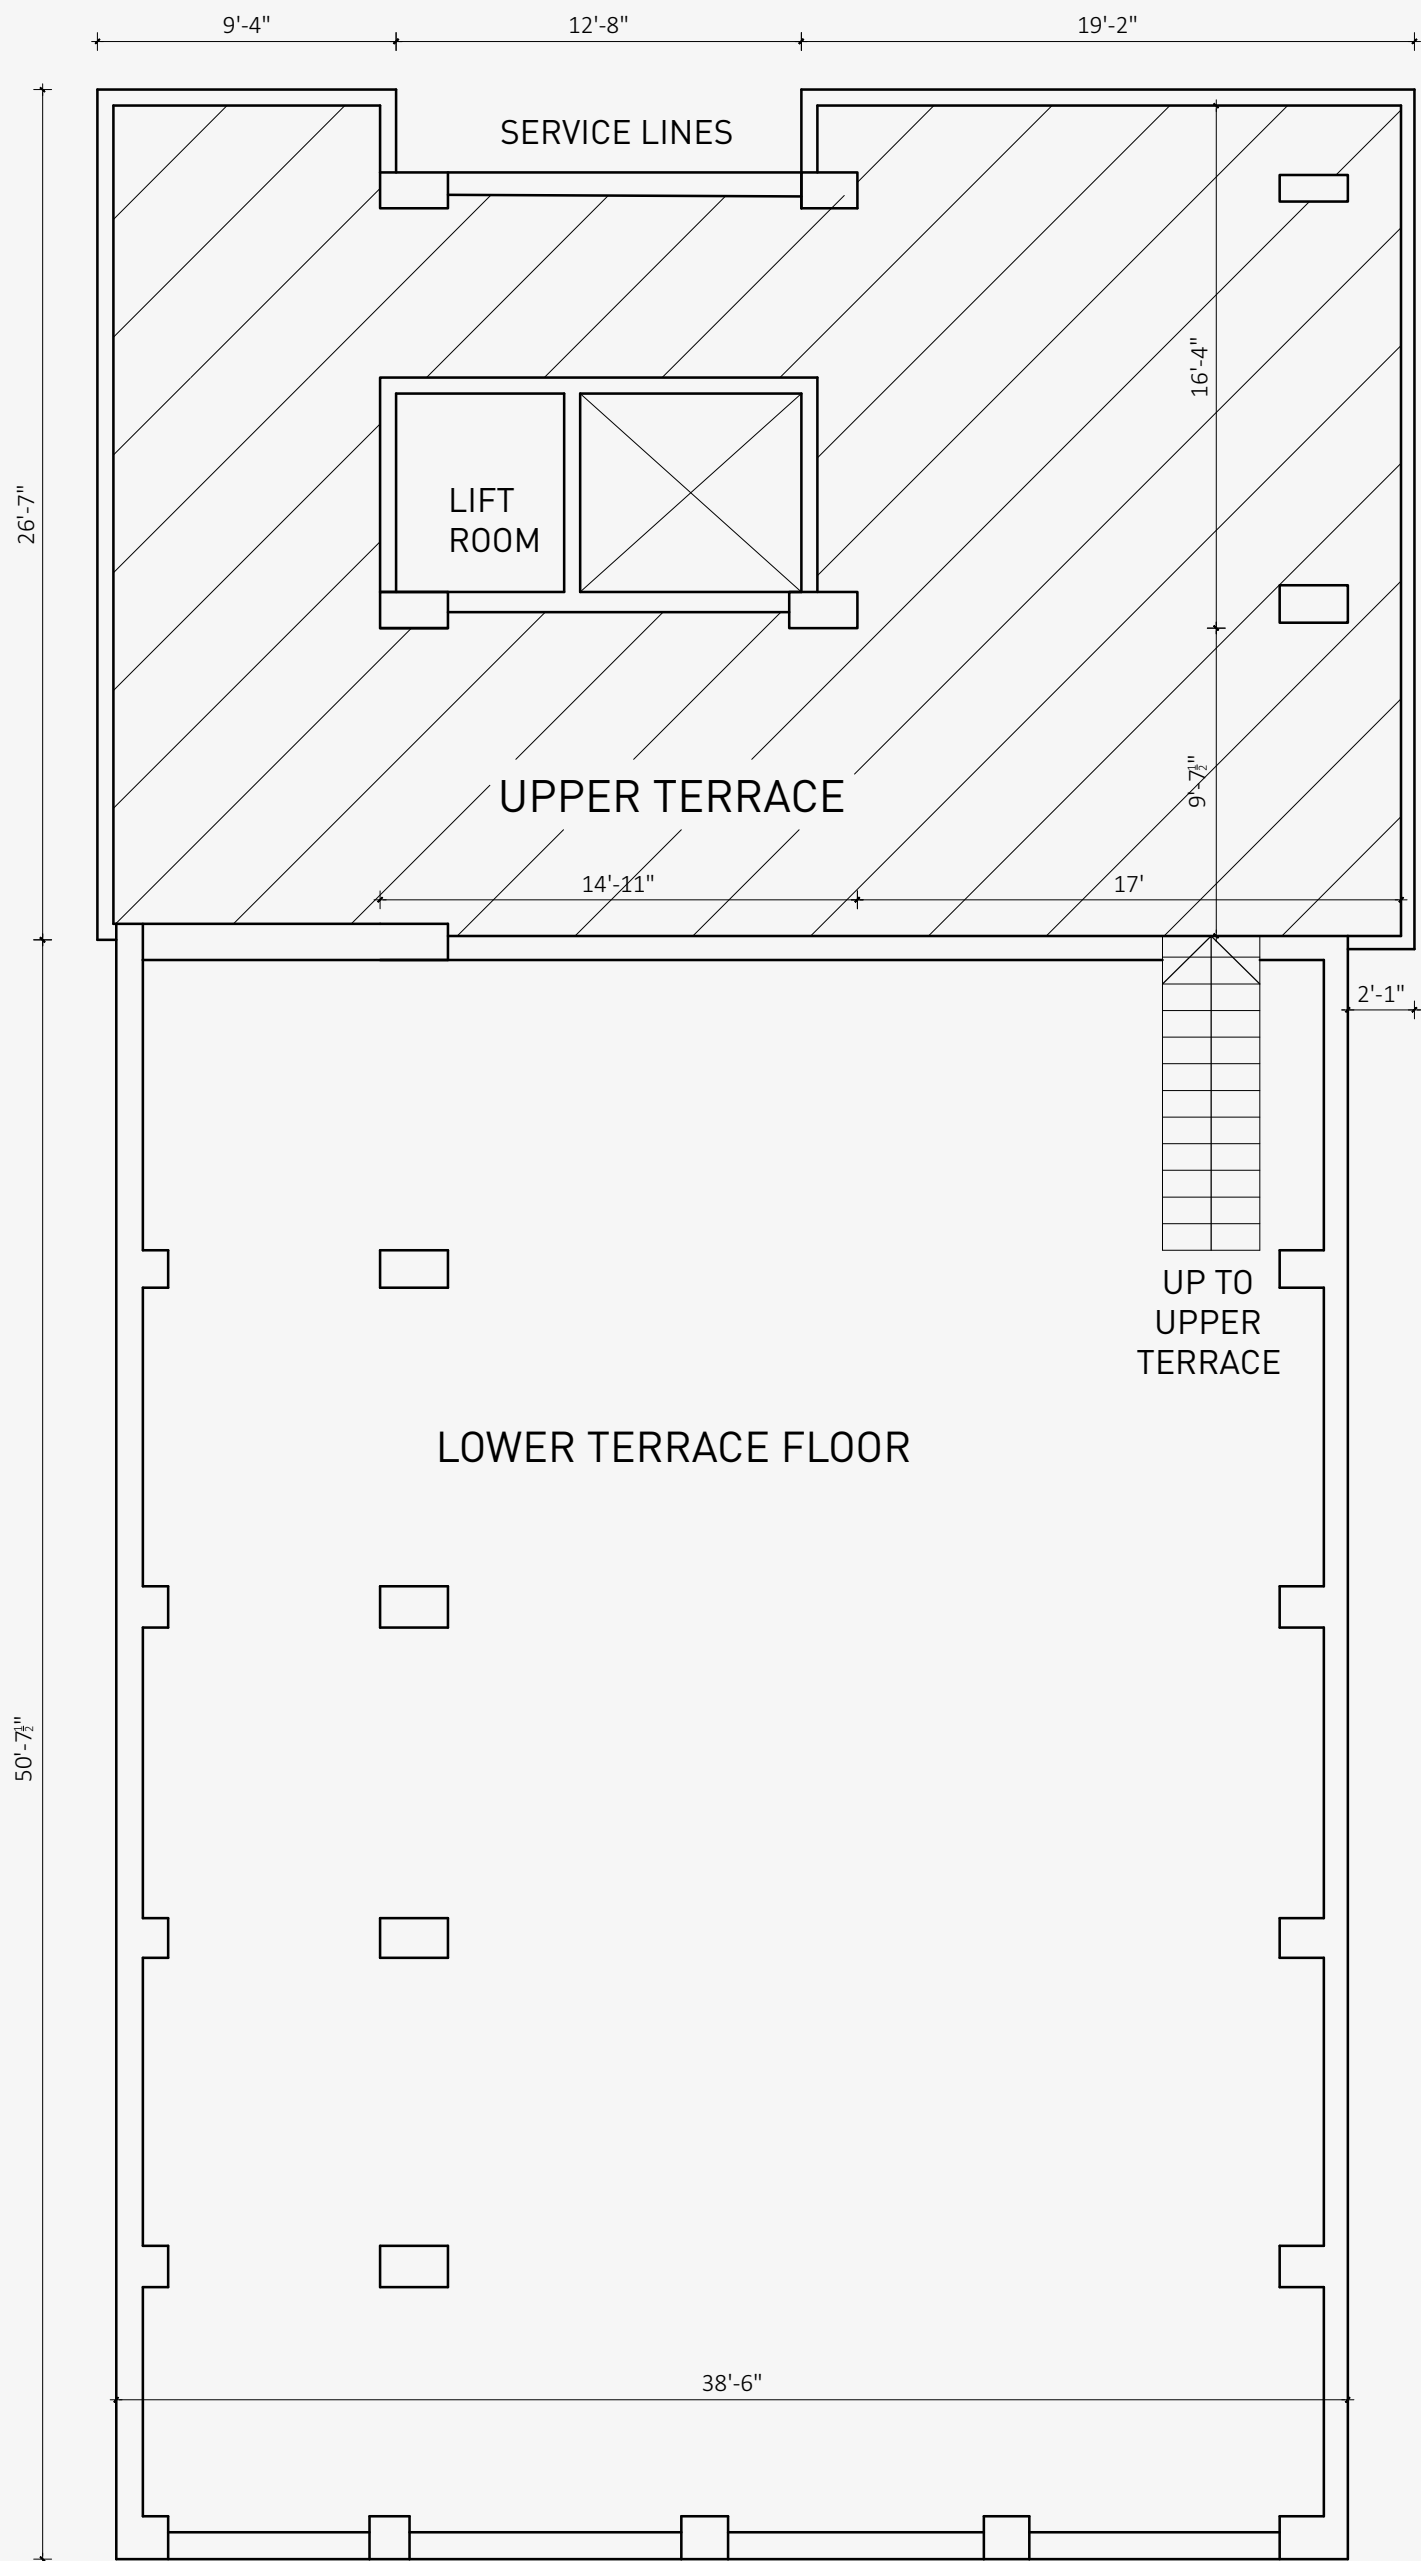 9'-4"
12'-8"
19'-2"
SERVICE LINES
16'-4"
26'-7"
LIFT
ROOM
9'-7½"
UPPER TERRACE
14'-11"
17'
2'-1"
UP TO
UPPER
TERRACE
LOWER TERRACE FLOOR
50'-7½"
38'-6"